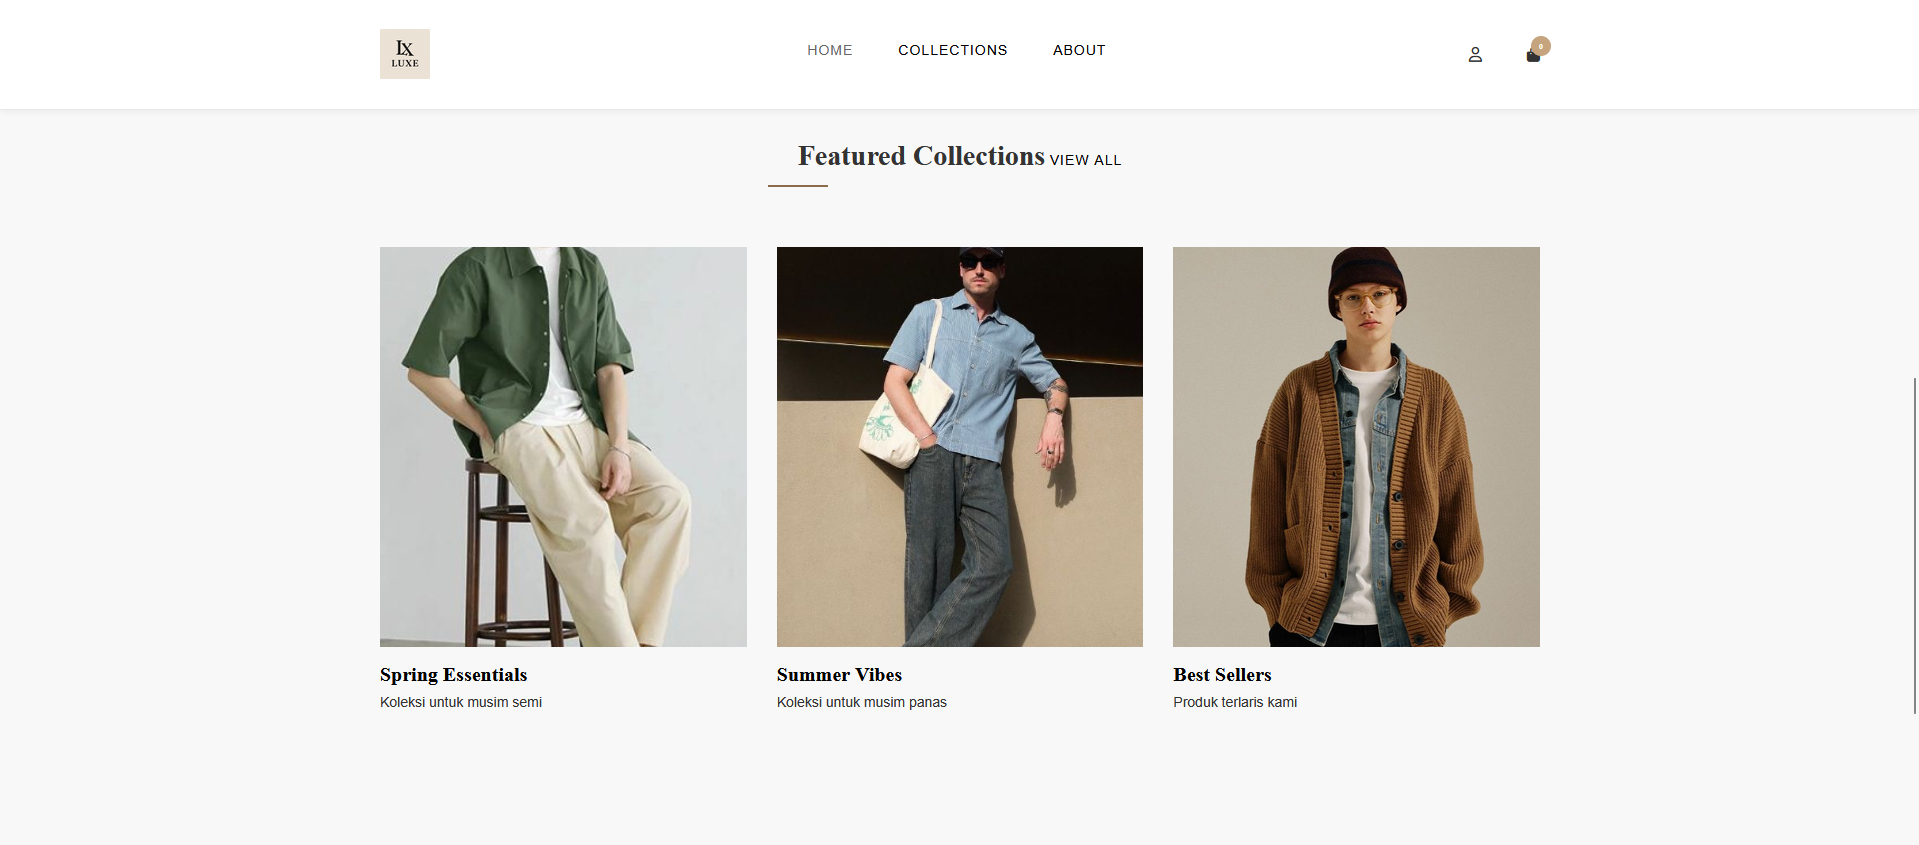 LX
LUXE
HOME COLLECTIONS ABOUT
0
Featured Collections VIEW ALL
Spring Essentials
Koleksi untuk musim semi
Summer Vibes
Koleksi untuk musim panas
Best Sellers
Produk terlaris kami